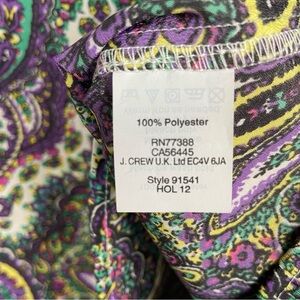 100% Polyester
RN77388
CA56445
J. CREW U.K. Ltd EC4V 6JA
Style 91541
HOL 12